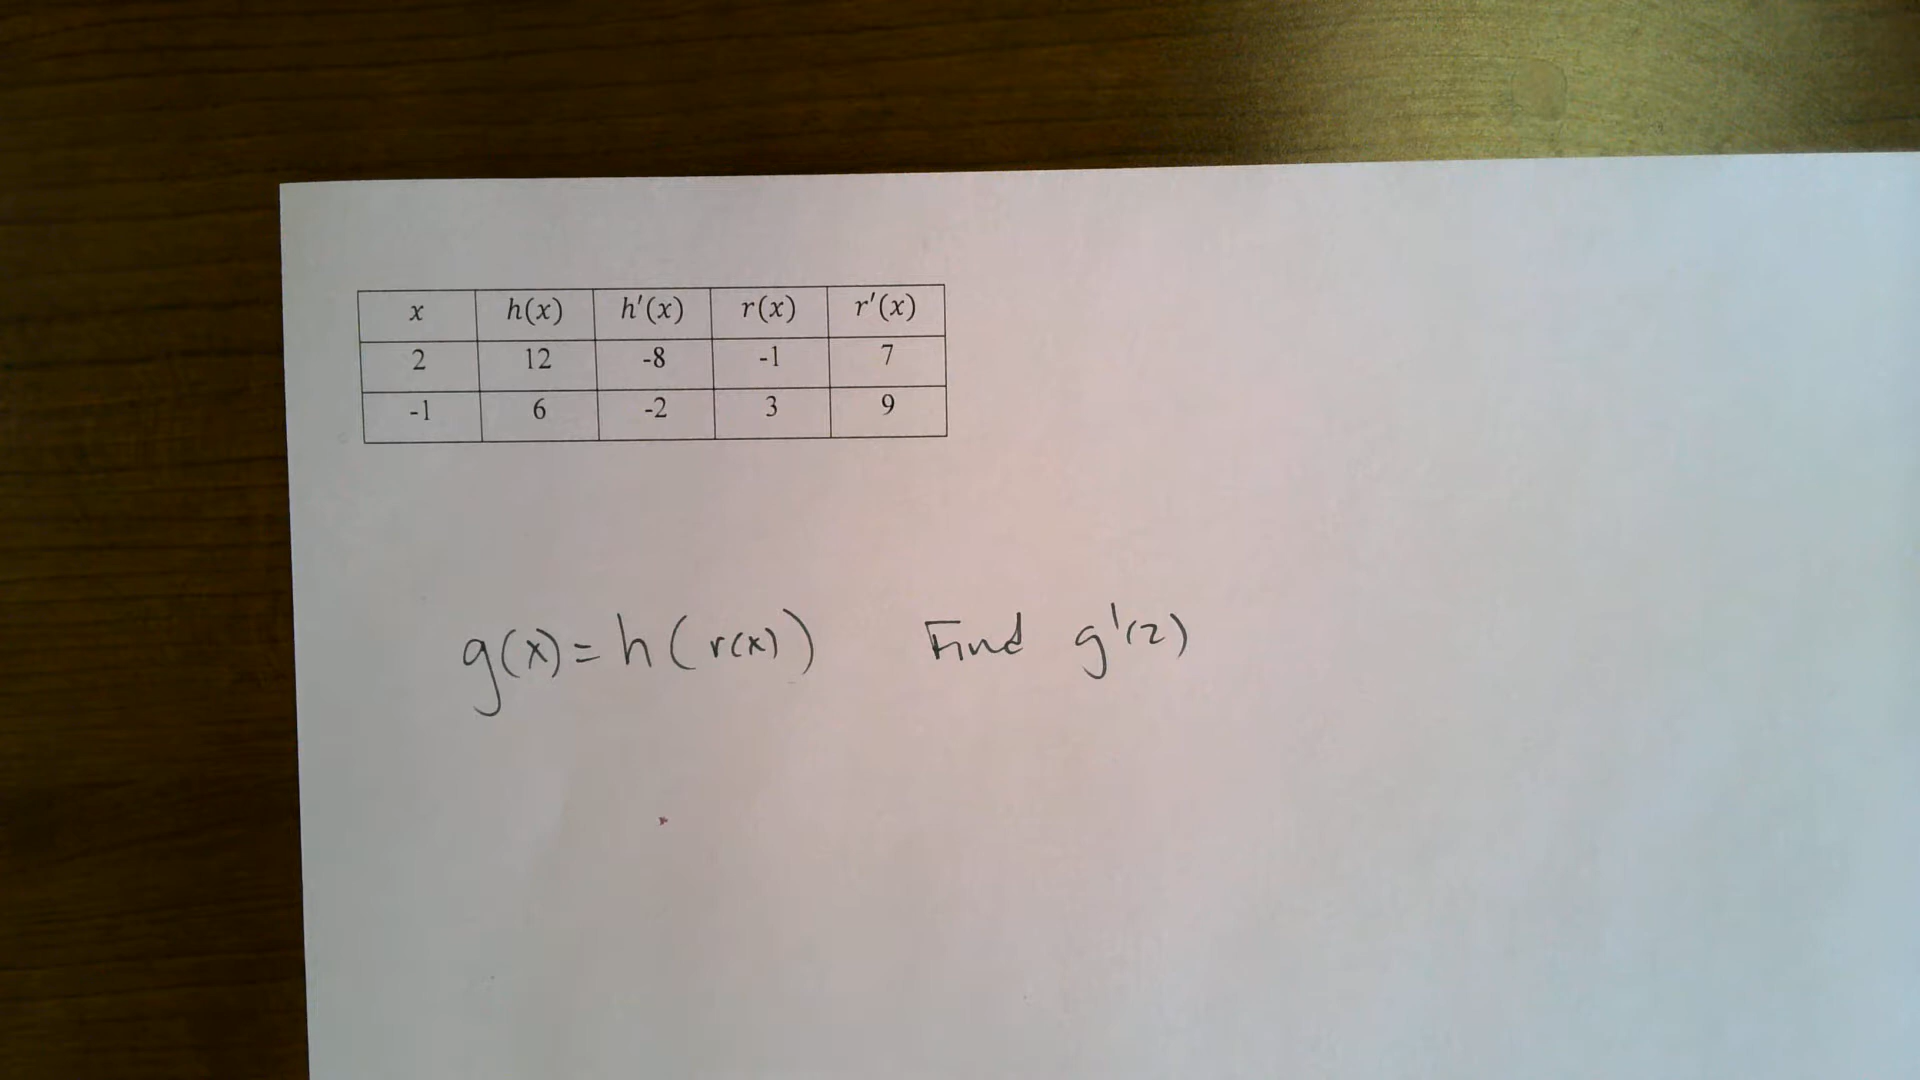 x h(x) h'(x) r(x) r'(x)
2 12 -8 -1 7
-1 6 -2 3 9
g(x) = h(r(x)) Find g'(2)